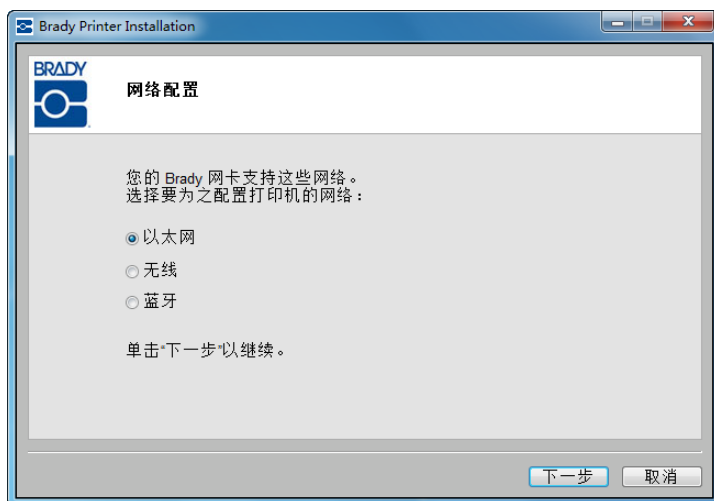 Brady Printer Installation
BRADY
网络配置
您的 Brady 网卡支持这些网络。
选择要为之配置打印机的网络：
以太网
无线
蓝牙
单击“下一步”以继续。
下一步
取消